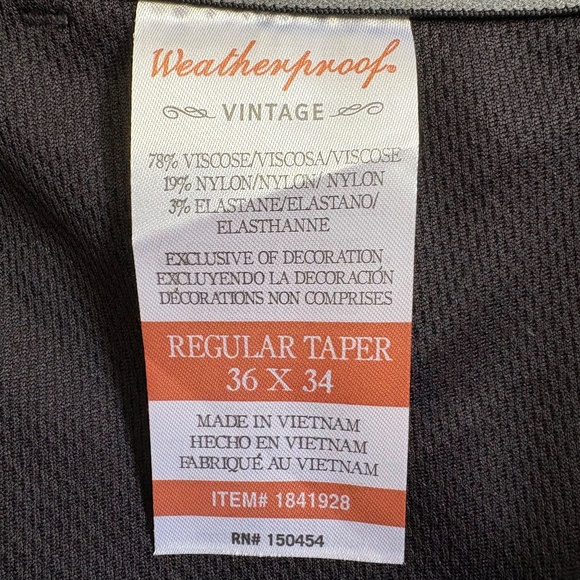 Weatherproof®
VINTAGE
78% VISCOSE/VISCOSA/VISCOSE
19% NYLON/NYLON/ NYLON
3% ELASTANE/ELASTANO/
ELASTHANNE
EXCLUSIVE OF DECORATION
EXCLUYENDO LA DECORACIÓN
DÉCORATIONS NON COMPRISES
REGULAR TAPER
36 X 34
MADE IN VIETNAM
HECHO EN VIETNAM
FABRIQUÉ AU VIETNAM
ITEM# 1841928
RN# 150454